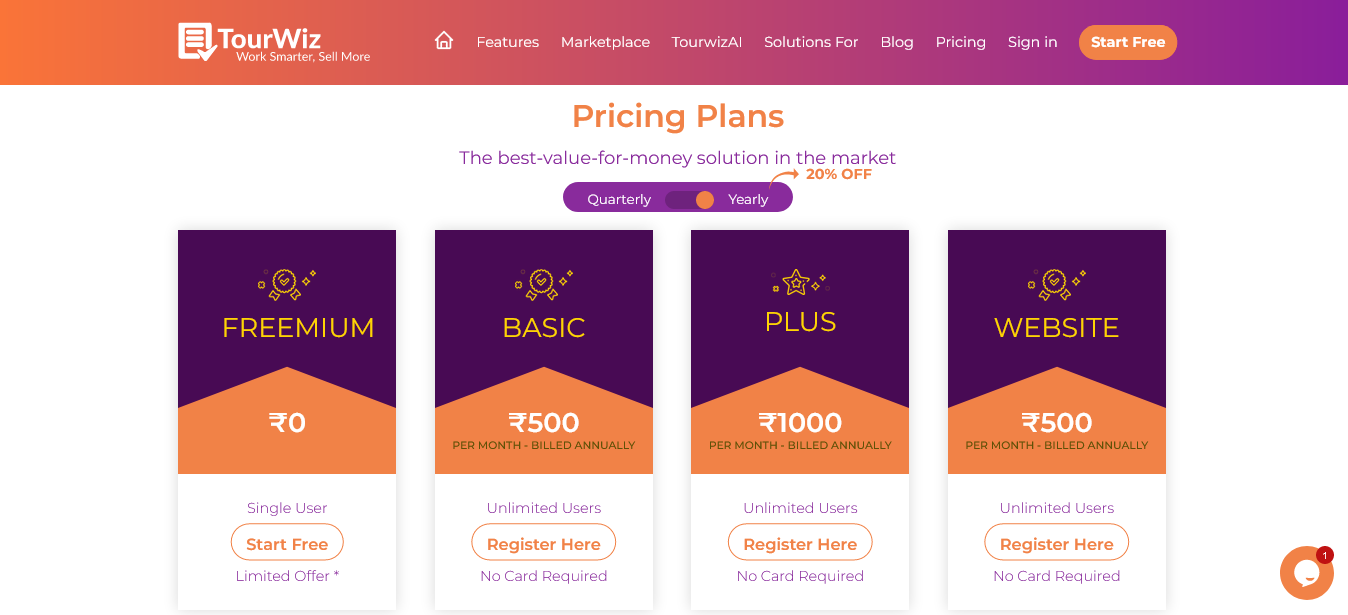 TourWiz
Work Smarter, Sell More
Features Marketplace TourwizAI Solutions For Blog Pricing Sign in Start Free
Pricing Plans
The best-value-for-money solution in the market
20% OFF
Quarterly Yearly
FREEMIUM
₹0
Single User
Start Free
Limited Offer *
BASIC
₹500
PER MONTH - BILLED ANNUALLY
Unlimited Users
Register Here
No Card Required
PLUS
₹1000
PER MONTH - BILLED ANNUALLY
Unlimited Users
Register Here
No Card Required
WEBSITE
₹500
PER MONTH - BILLED ANNUALLY
Unlimited Users
Register Here
No Card Required
1